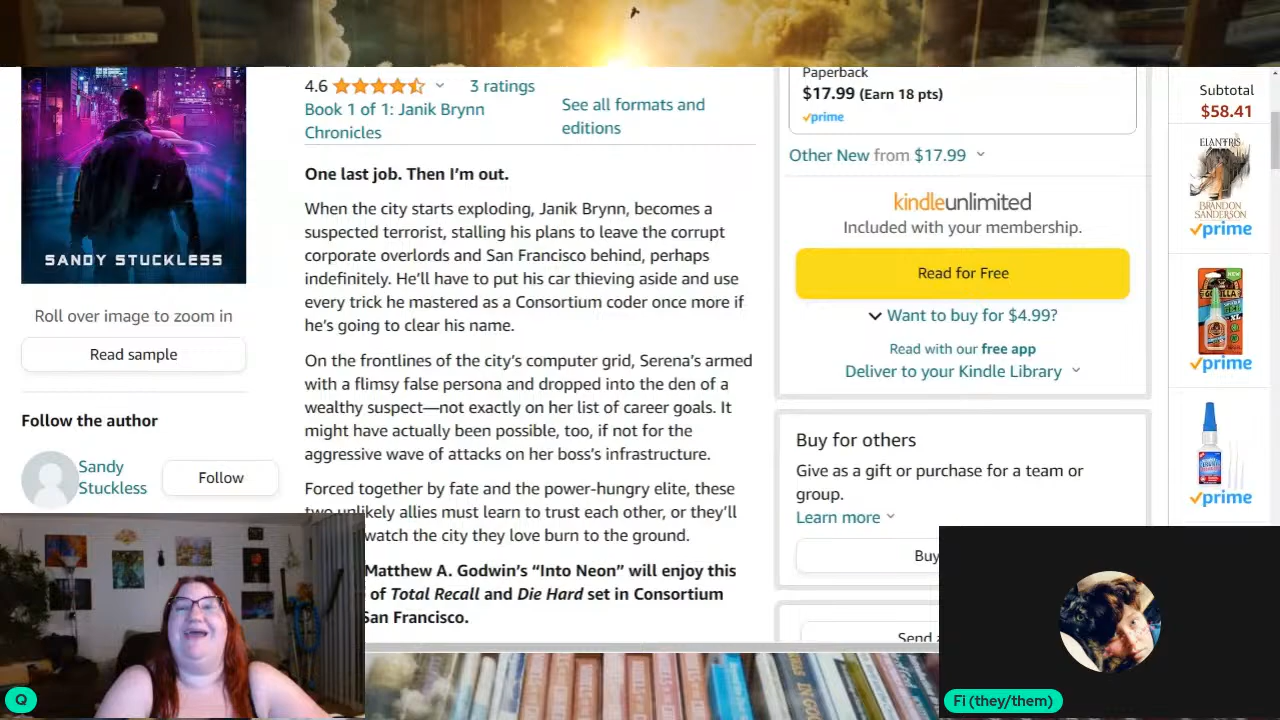 SANDY STUCKLESS
Roll over image to zoom in
Read sample
Follow the author
Sandy
Stuckless
Follow
4.6
3 ratings
Book 1 of 1: Janik Brynn
Chronicles
See all formats and
editions
One last job. Then I’m out.
When the city starts exploding, Janik Brynn, becomes a
suspected terrorist, stalling his plans to leave the corrupt
corporate overlords and San Francisco behind, perhaps
indefinitely. He’ll have to put his car thieving aside and use
every trick he mastered as a Consortium coder once more if
he’s going to clear his name.
On the frontlines of the city’s computer grid, Serena’s armed
with a flimsy false persona and dropped into the den of a
wealthy suspect—not exactly on her list of career goals. It
might have actually been possible, too, if not for the
aggressive wave of attacks on her boss’s infrastructure.
Forced together by fate and the power-hungry elite, these
two unlikely allies must learn to trust each other, or they’ll
watch the city they love burn to the ground.
Matthew A. Godwin’s “Into Neon” will enjoy this
of Total Recall and Die Hard set in Consortium
San Francisco.
Paperback
$17.99 (Earn 18 pts)
prime
Other New from $17.99
kindleunlimited
Included with your membership.
Read for Free
Want to buy for $4.99?
Read with our free app
Deliver to your Kindle Library
Buy for others
Give as a gift or purchase for a team or
group.
Learn more
Buy
Send a
Subtotal
$58.41
ELANTRIS
BRANDON
SANDERSON
prime
GORILLA
prime
prime
Q
Fi (they/them)